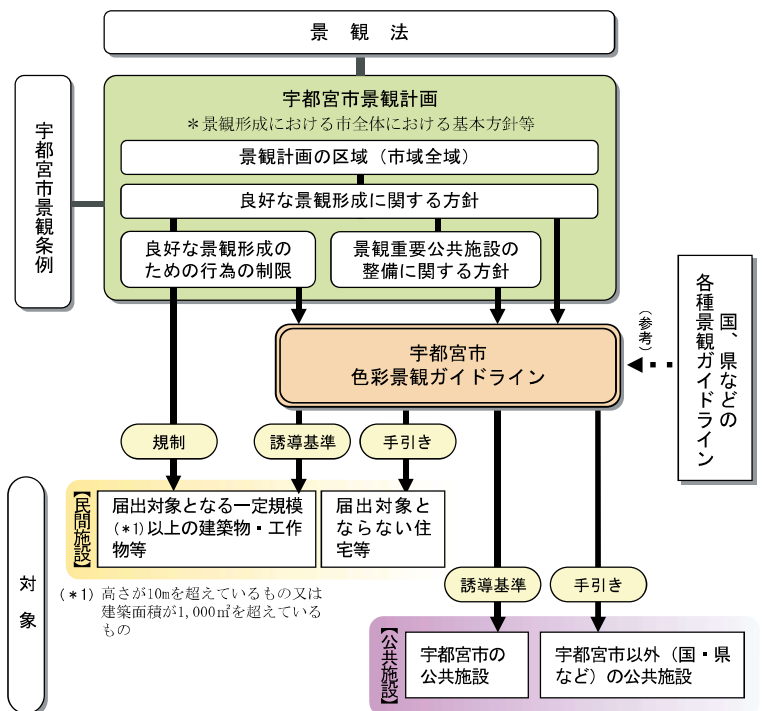 景観法
宇都宮市景観条例
宇都宮市景観計画
＊景観形成における市全体における基本方針等
景観計画の区域（市域全域）
良好な景観形成に関する方針
良好な景観形成の
ための行為の制限
景観重要公共施設の
整備に関する方針
国、県などの
各種景観ガイドライン
（参考）
宇都宮市
色彩景観ガイドライン
規制
誘導基準
手引き
対象
【民間施設】
届出対象となる一定規模
(*1)以上の建築物・工作
物等
届出対象と
ならない住
宅等
(*1) 高さが10mを超えているもの又は
建築面積が1,000㎡を超えている
もの
誘導基準
手引き
【公共施設】
宇都宮市の
公共施設
宇都宮市以外（国・県
など）の公共施設